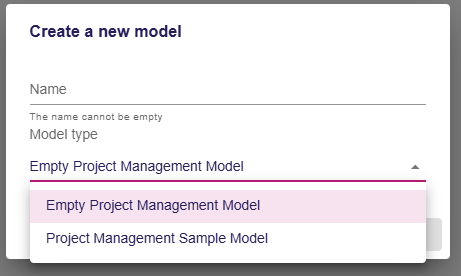 Create a new model
Name
The name cannot be empty
Model type
Empty Project Management Model
Empty Project Management Model
Project Management Sample Model